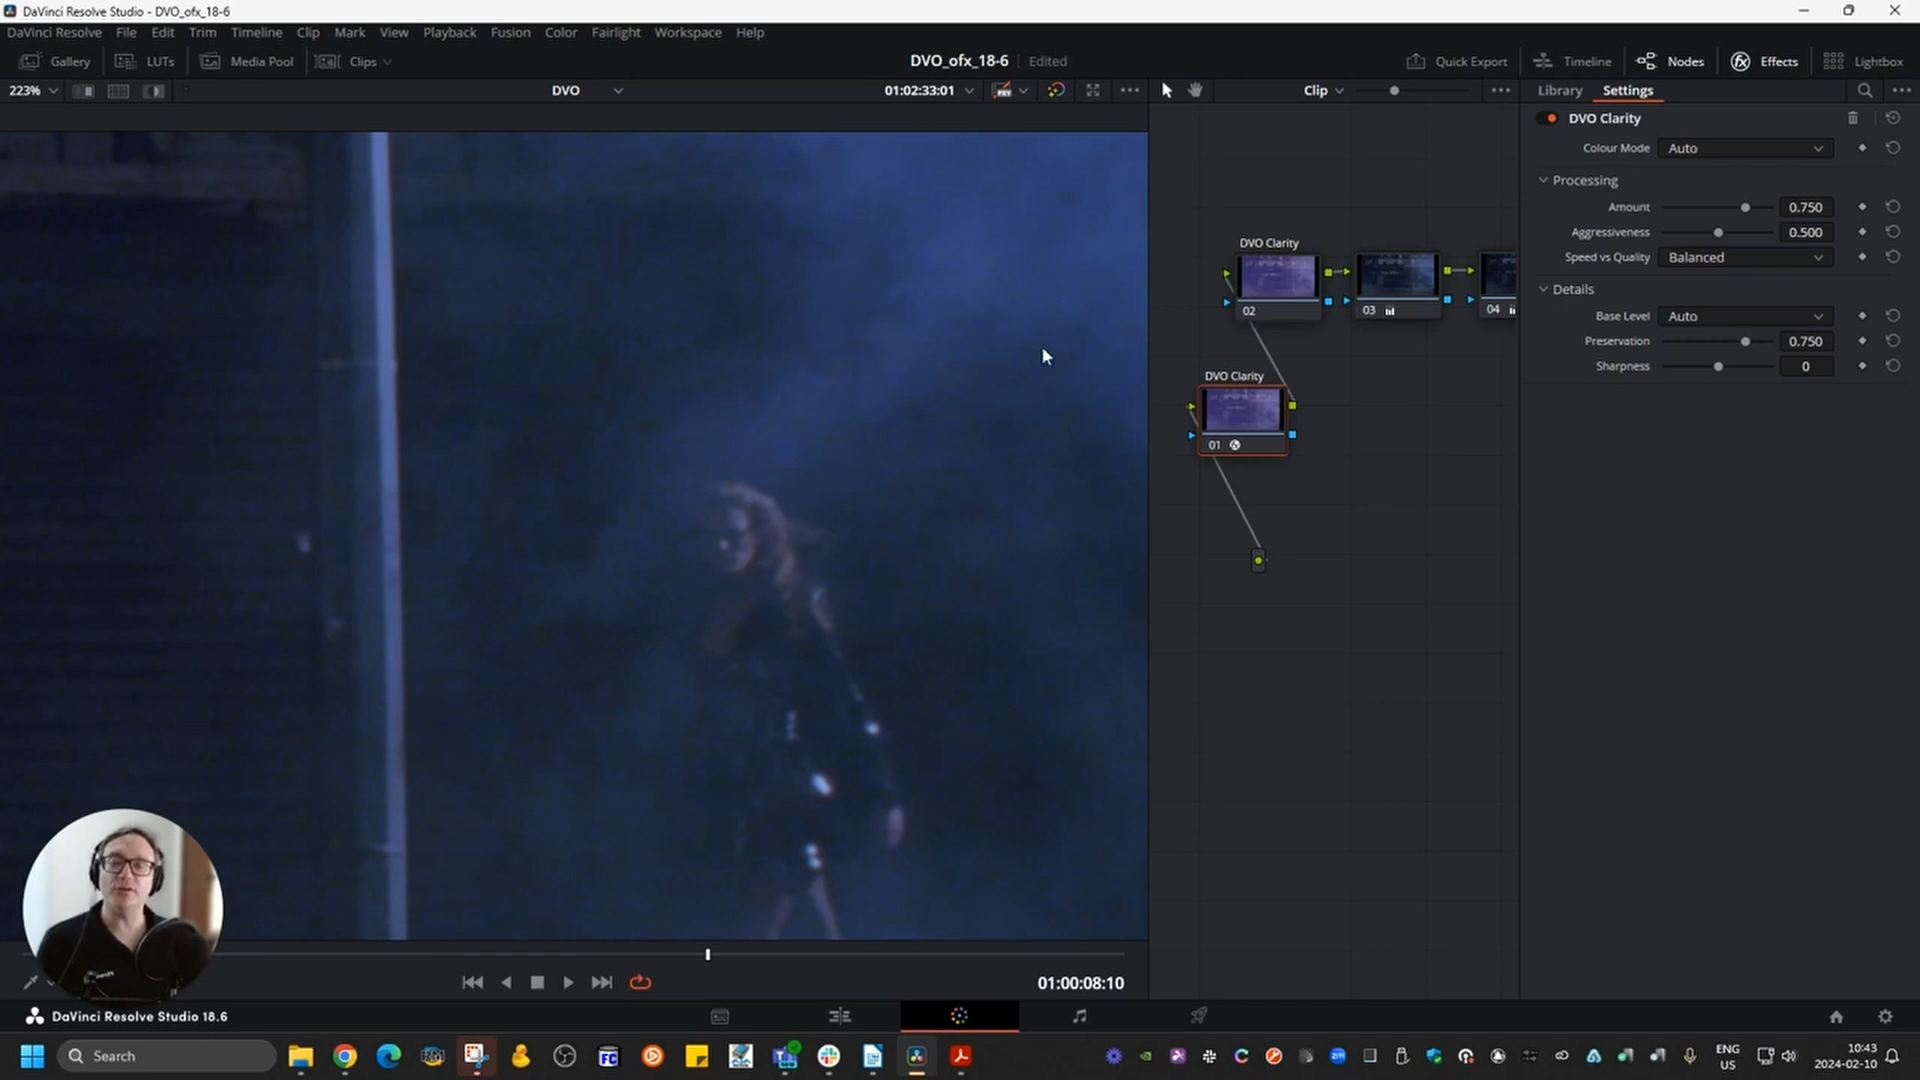 DaVinci Resolve Studio - DVO_ofx_18-6
DaVinci Resolve File Edit Trim Timeline Clip Mark View Playback Fusion Color Fairlight Workspace Help
Gallery LUTs Media Pool Clips DVO_ofx_18-6 Edited Quick Export Timeline Nodes Effects Lightbox
223% DVO 01:02:33:01 Clip Library Settings
DVO Clarity
Colour Mode Auto
Processing
Amount 0.750
Aggressiveness 0.500
Speed vs Quality Balanced
Details
Base Level Auto
Preservation 0.750
Sharpness 0
DVO Clarity
02 03 04
DVO Clarity
01
01:00:08:10
DaVinci Resolve Studio 18.6
Search
ENG
US
10:43
2024-02-10